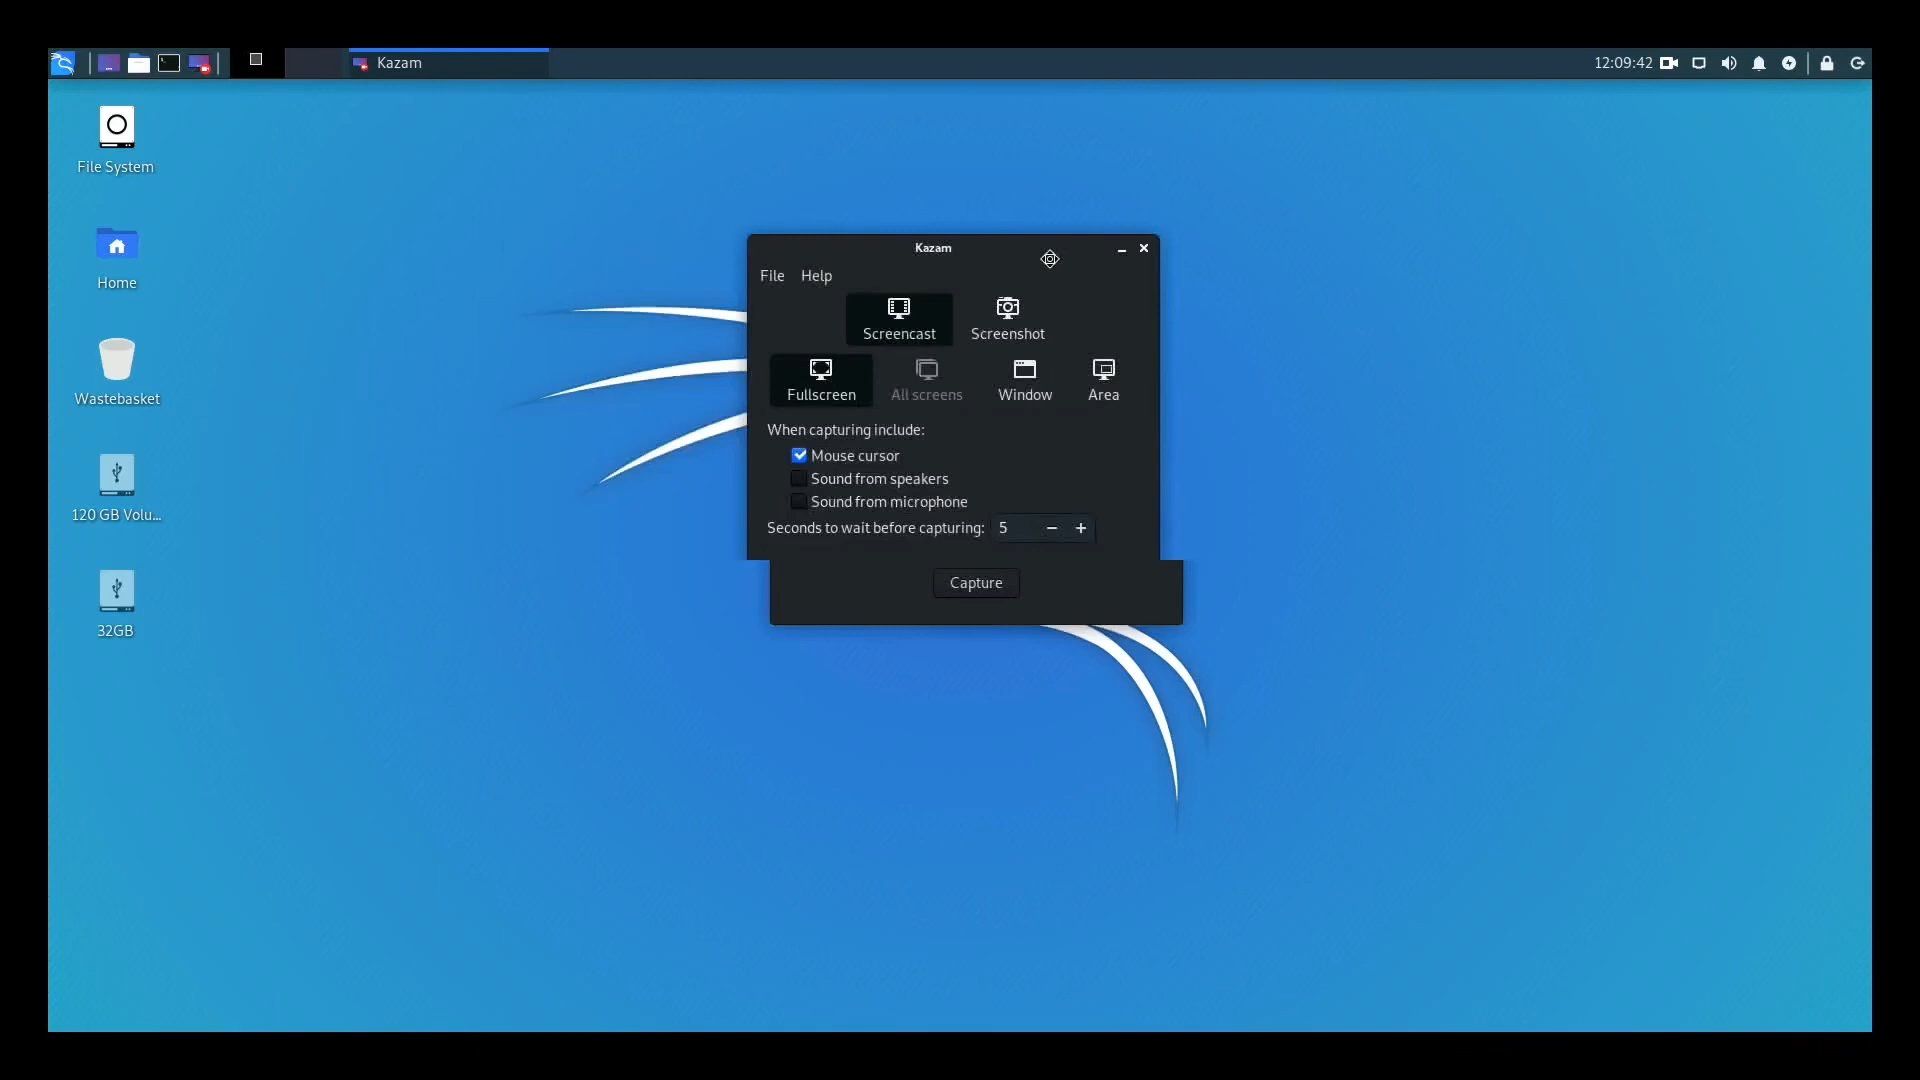 Kazam
12:09:42
File System
Home
Wastebasket
120 GB Volu...
32GB
Kazam
File Help
Screencast Screenshot
Fullscreen All screens Window Area
When capturing include:
Mouse cursor
Sound from speakers
Sound from microphone
Seconds to wait before capturing: 5 − +
Capture